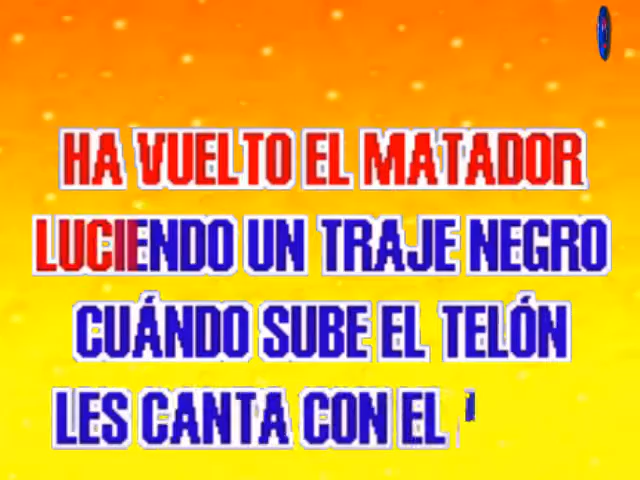 HA VUELTO EL MATADOR
LUCIENDO UN TRAJE NEGRO
CUÁNDO SUBE EL TELÓN
LES CANTA CON EL